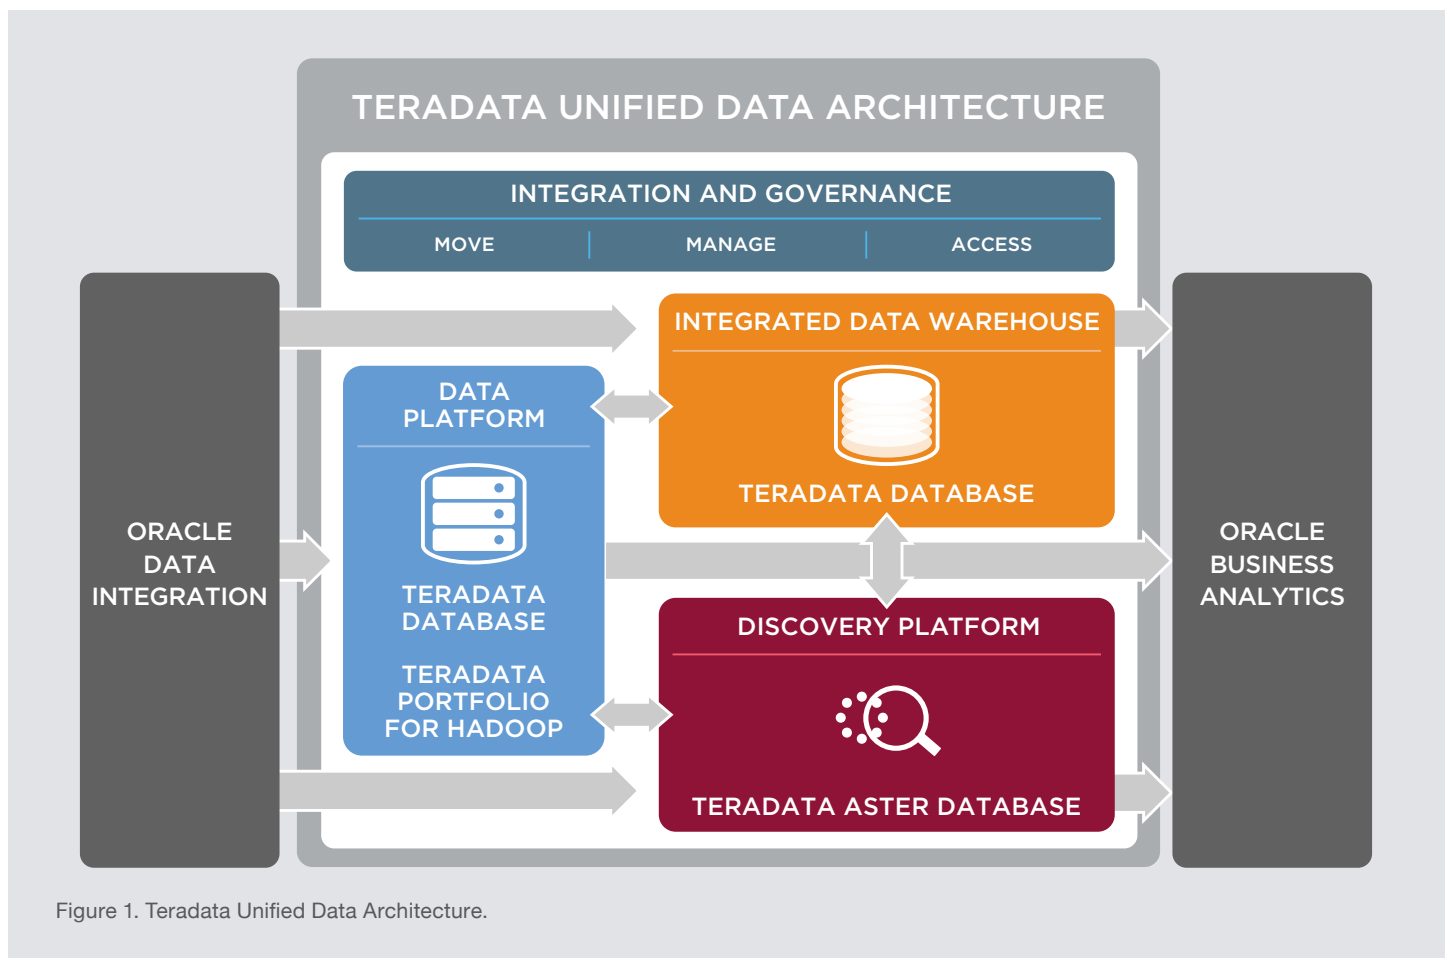 TERADATA UNIFIED DATA ARCHITECTURE
INTEGRATION AND GOVERNANCE
MOVE
MANAGE
ACCESS
ORACLE
DATA
INTEGRATION
DATA
PLATFORM
TERADATA
DATABASE
TERADATA
PORTFOLIO
FOR HADOOP
INTEGRATED DATA WAREHOUSE
TERADATA DATABASE
DISCOVERY PLATFORM
TERADATA ASTER DATABASE
ORACLE
BUSINESS
ANALYTICS
Figure 1. Teradata Unified Data Architecture.